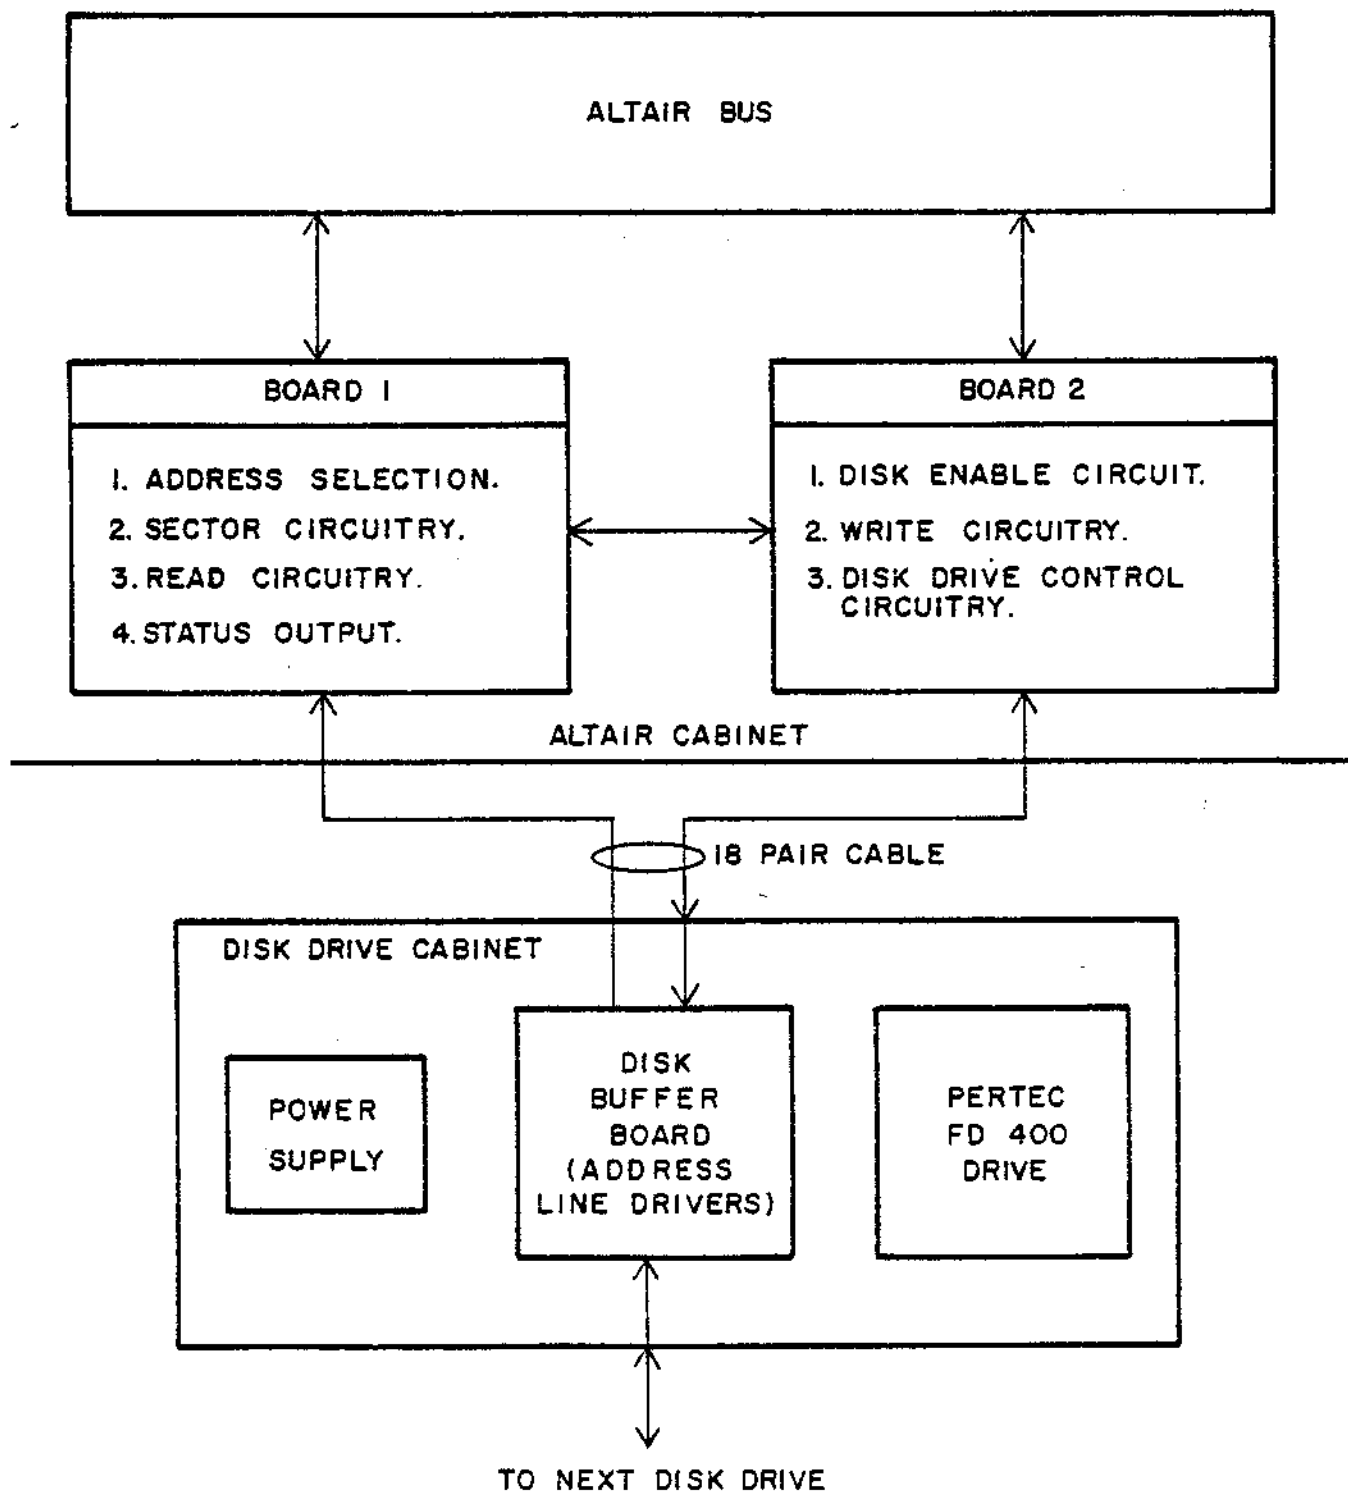 ALTAIR BUS
BOARD 1
1. ADDRESS SELECTION.
2. SECTOR CIRCUITRY.
3. READ CIRCUITRY.
4. STATUS OUTPUT.
BOARD 2
1. DISK ENABLE CIRCUIT.
2. WRITE CIRCUITRY.
3. DISK DRIVE CONTROL
CIRCUITRY.
ALTAIR CABINET
18 PAIR CABLE
DISK DRIVE CABINET
POWER
SUPPLY
DISK
BUFFER
BOARD
(ADDRESS
LINE DRIVERS)
PERTEC
FD 400
DRIVE
TO NEXT DISK DRIVE